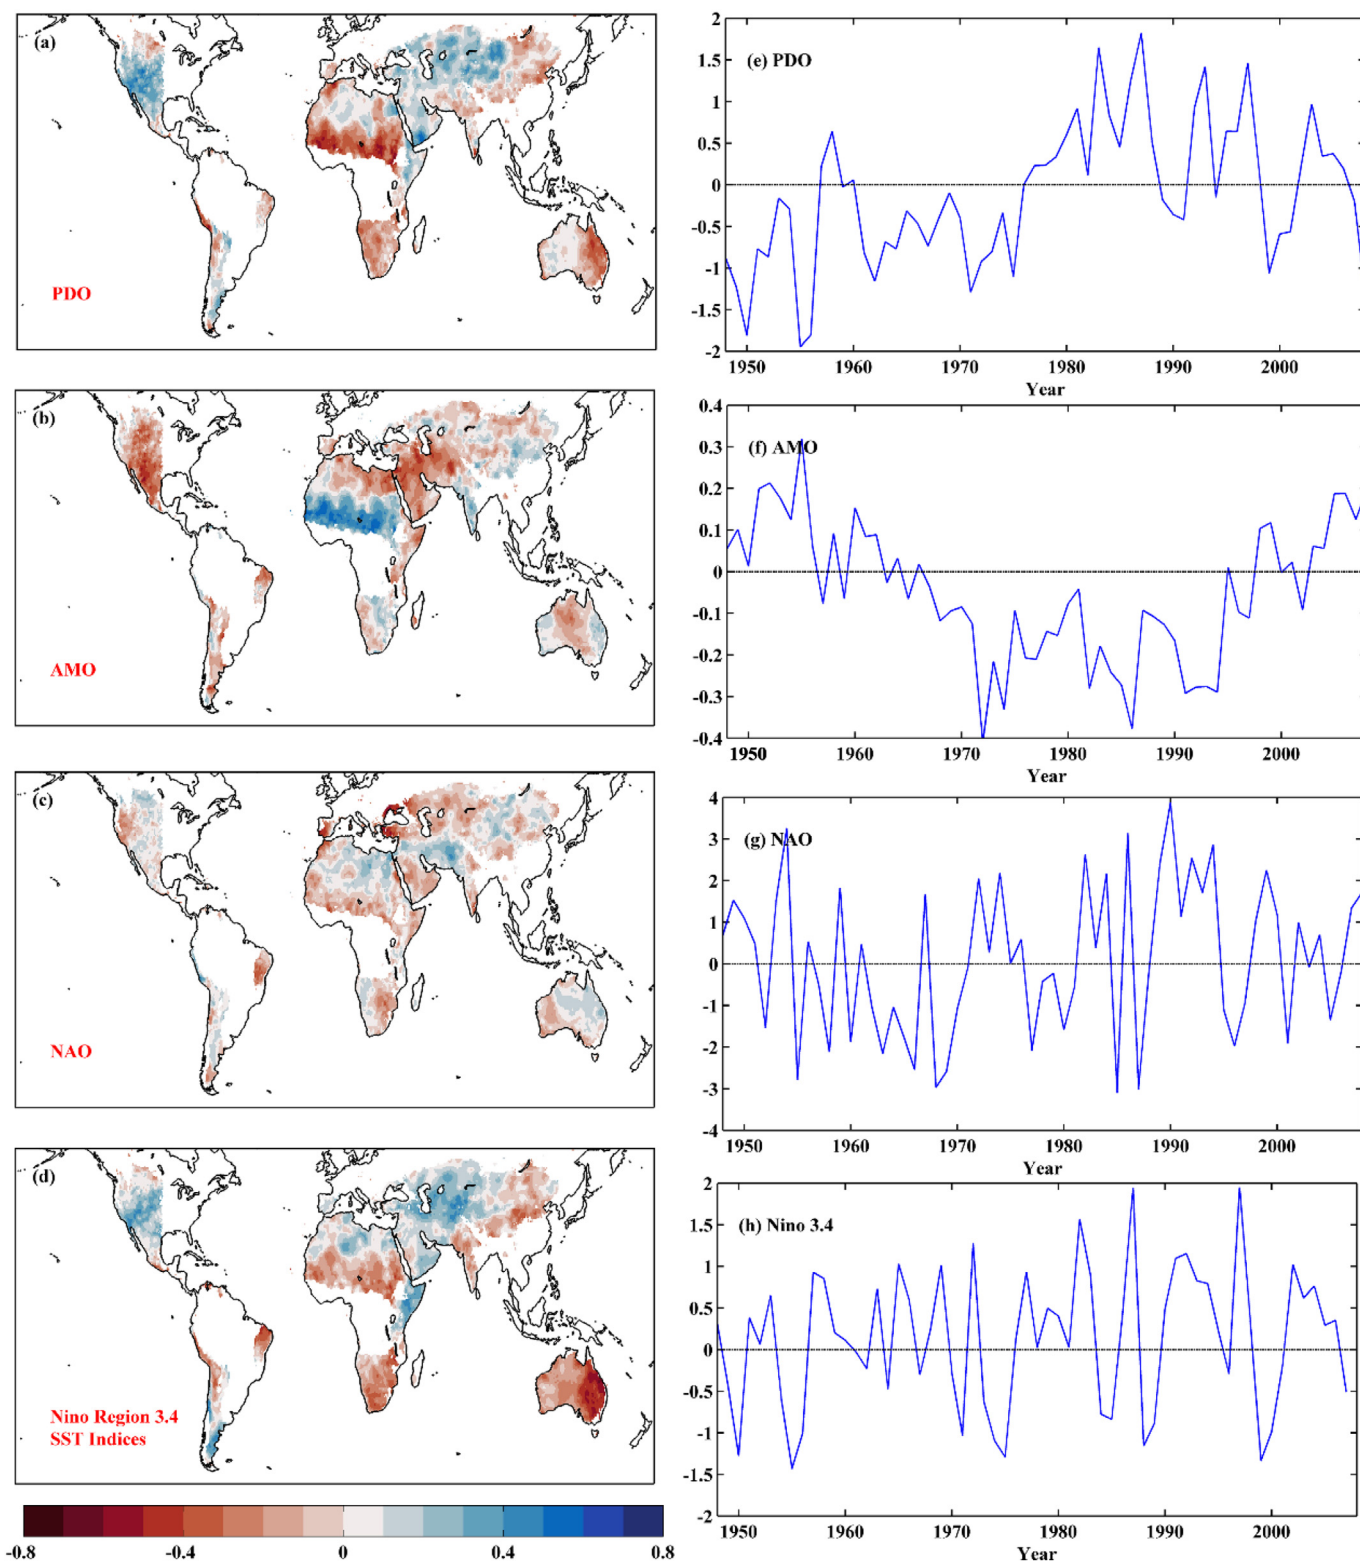 (a)
PDO
(b)
AMO
(c)
NAO
(d)
Nino Region 3.4
SST Indices
-0.8 -0.4 0 0.4 0.8
2
(e) PDO
1.5
1
0.5
0
-0.5
-1
-1.5
-2
1950 1960 1970 1980 1990 2000
Year
0.4
0.3
(f) AMO
0.2
0.1
0
-0.1
-0.2
-0.3
-0.4
1950 1960 1970 1980 1990 2000
Year
4
3
(g) NAO
2
1
0
-1
-2
-3
-4
1950 1960 1970 1980 1990 2000
Year
2
1.5
(h) Nino 3.4
1
0.5
0
-0.5
-1
-1.5
-2
1950 1960 1970 1980 1990 2000
Year